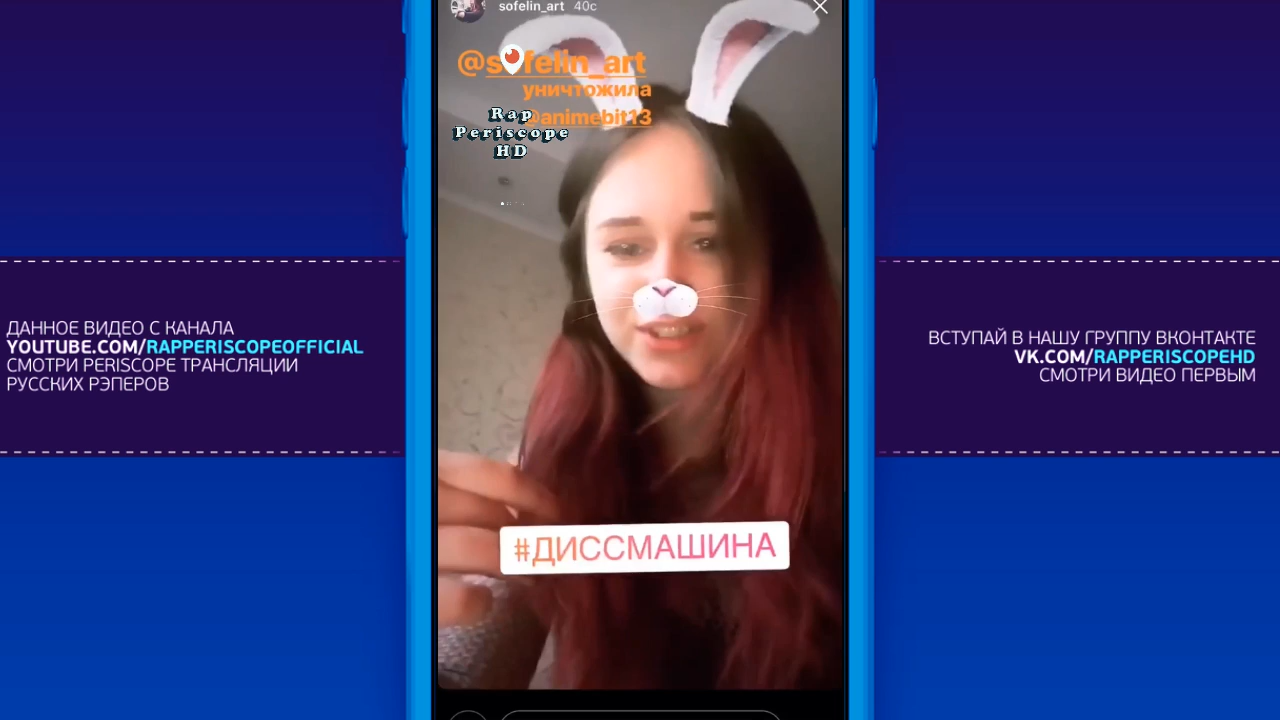 sofelin_art 40с
@sofelin_art
уничтожила
@animebit13
Rap
Periscope
HD
ДАННОЕ ВИДЕО С КАНАЛА
YOUTUBE.COM/RAPPERISCOPEOFFICIAL
СМОТРИ PERISCOPE ТРАНСЛЯЦИИ
РУССКИХ РЭПЕРОВ
ВСТУПАЙ В НАШУ ГРУППУ ВКОНТАКТЕ
VK.COM/RAPPERISCOPEHD
СМОТРИ ВИДЕО ПЕРВЫМ
#ДИССМАШИНА